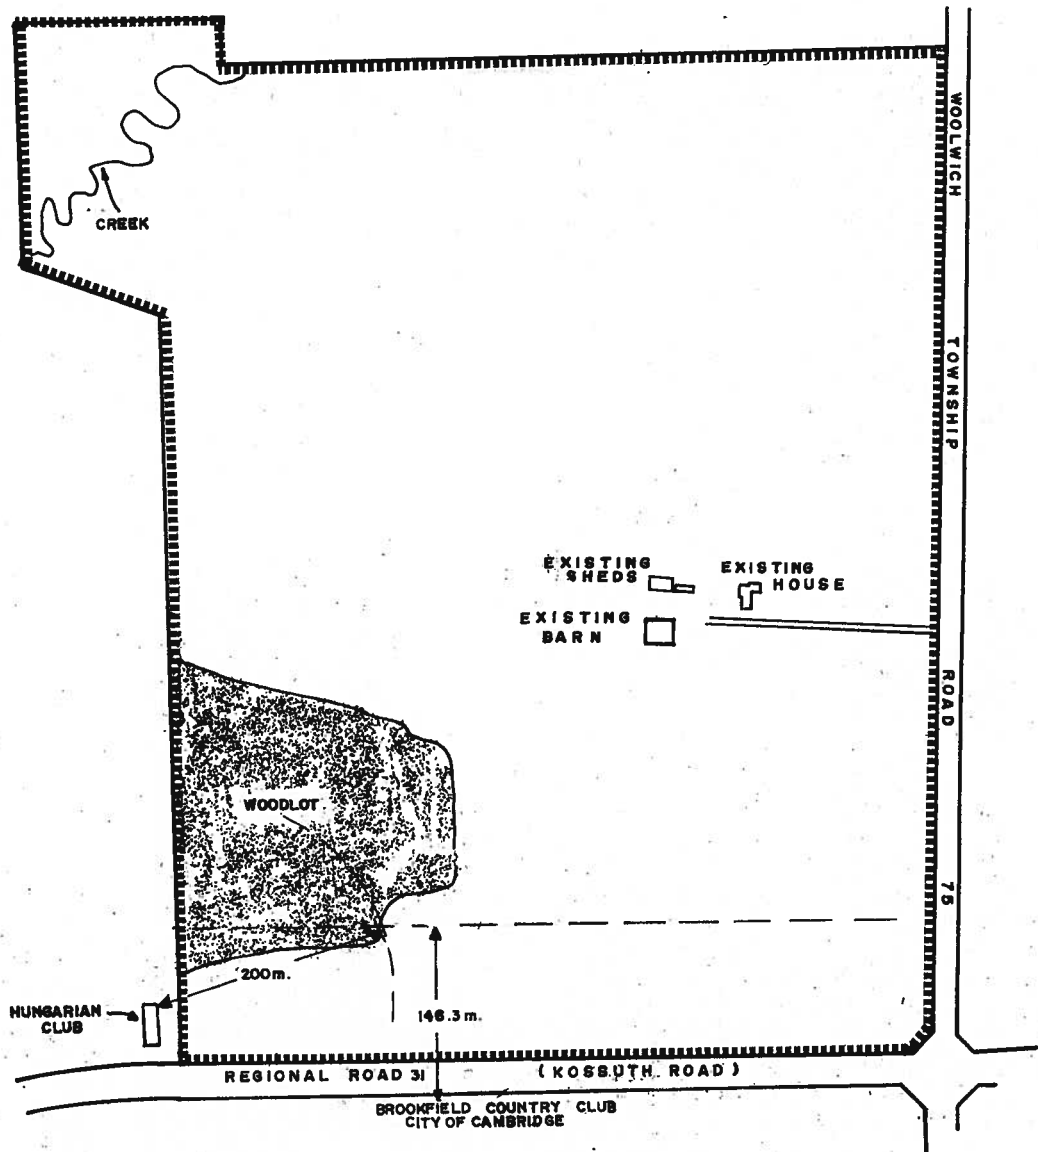 WOOLWICH TOWNSHIP ROAD 75
CREEK
EXISTING
SHEDS
EXISTING
HOUSE
EXISTING
BARN
WOODLOT
200m.
HUNGARIAN
CLUB
146.3m.
REGIONAL ROAD 31 (KOSSUTH ROAD)
BROOKFIELD COUNTRY CLUB
CITY OF CAMBRIDGE